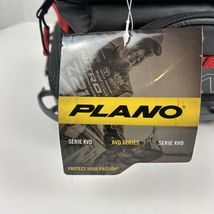 PLANO
SERIE KVD KVD SERIES SERIE KVD
PROTECT YOUR PASSION